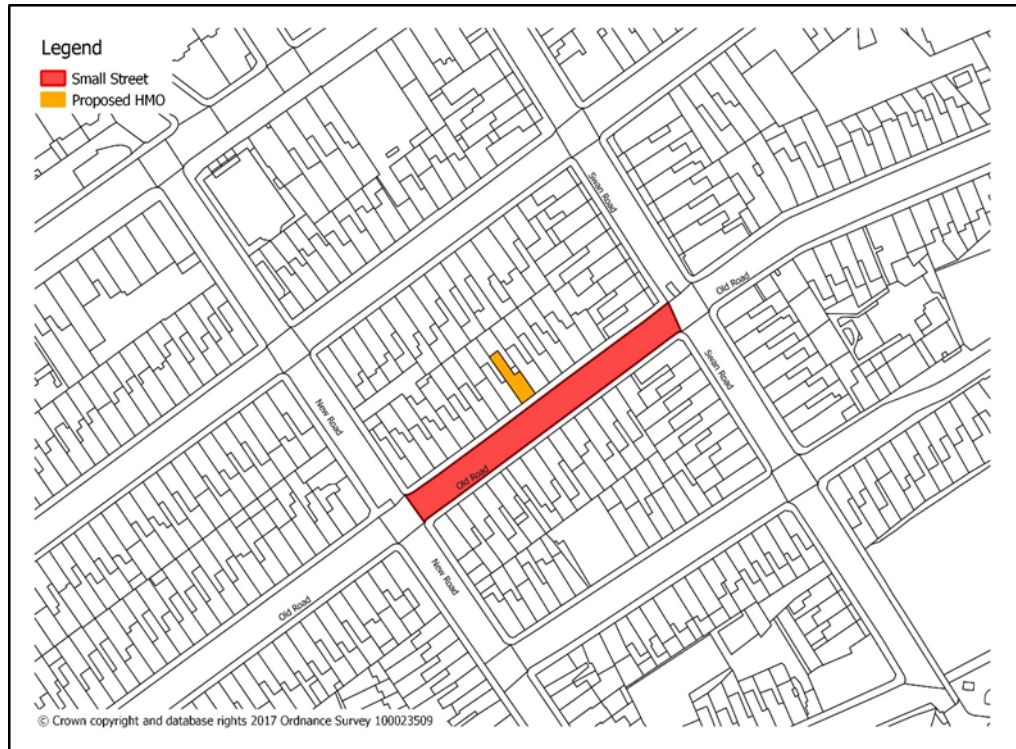 Legend
Small Street
Proposed HMO
Swan Road
Old Road
Swan Road
New Road
Old Road
New Road
Old Road
© Crown copyright and database rights 2017 Ordnance Survey 100023509